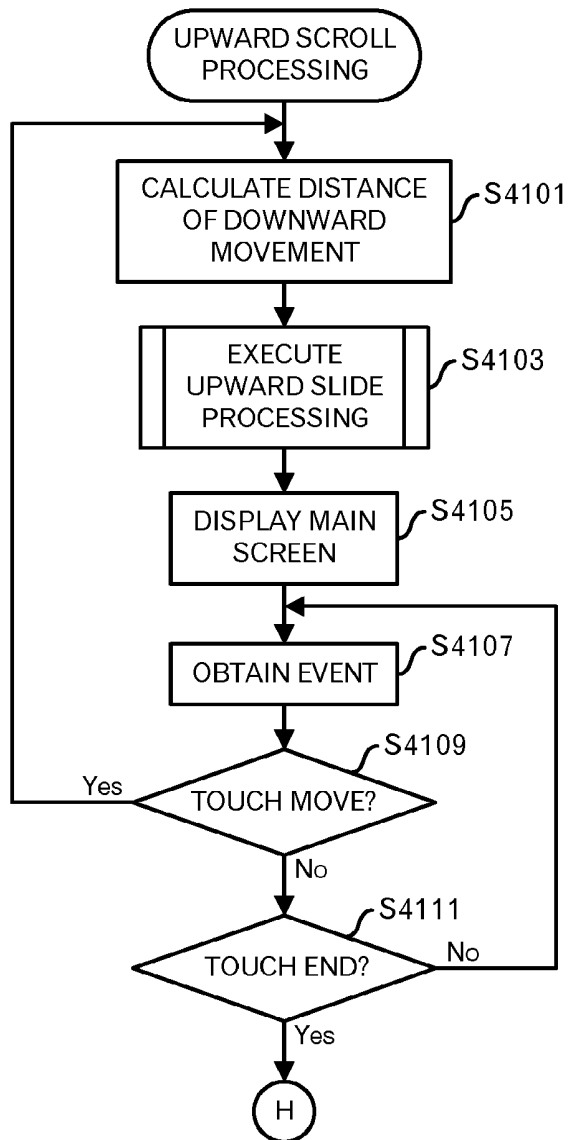 UPWARD SCROLL
PROCESSING
CALCULATE DISTANCE
OF DOWNWARD
MOVEMENT
S4101
EXECUTE
UPWARD SLIDE
PROCESSING
S4103
DISPLAY MAIN
SCREEN
S4105
OBTAIN EVENT
S4107
TOUCH MOVE?
S4109
Yes
No
TOUCH END?
S4111
No
Yes
H